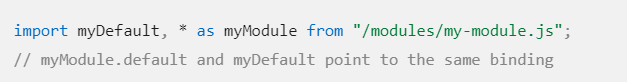 import myDefault, * as myModule from "/modules/my-module.js";
// myModule.default and myDefault point to the same binding